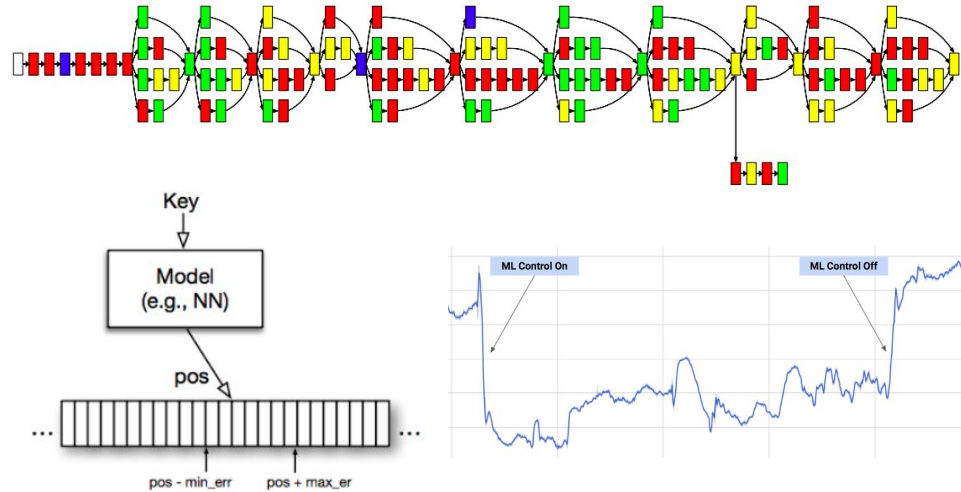 Key
Model
(e.g., NN)
pos
...
...
pos - min_err
pos + max_er
ML Control On
ML Control Off